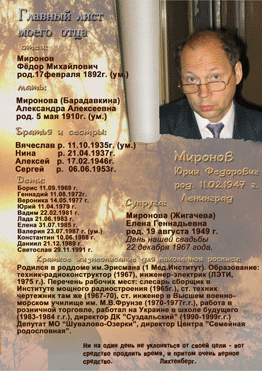 Главный лист
моего отца
отец:
Миронов
Фёдор Михайлович
род.17февраля 1892г. (ум.)
мать:
Миронова (Барадавкина)
Александра Алексеевна
род. 5 мая 1910г. (ум.)
Братья и сестры:
Вячеслав р. 11.10.1935г. (ум.)
Нина р. 21.04.1937г.
Алексей р. 17.02.1946г.
Сергей р. 06.06.1953г.
Миронов
Юрий Федорович
род. 11.02.1947 г.
Ленинград
Дети:
Борис 11.09.1969 г.
Геннадий 11.08.1972г.
Вероника 14.05.1977 г.
Юрий 11.04.1979 г.
Вадим 22.02.1981 г.
Лада 21.06.1983 г.
Елена 31.07.1985 г.
Валерия 23.07.1987 г. (ум.)
Константин 10.06.1988 г.
Даниил 21.12.1989 г.
Светослав 29.11.1991 г.
Супруга:
Миронова (Жигачева)
Елена Геннадьевна
род. 19 августа 1949 г.
День нашей свадьбы
22 декабря 1967 года.
Краткое жизнеописание для поколенной росписи:
Родился в роддоме им.Эрисмана (1 Мед.Институт). Образование:
техник-радиоконструктор (1967), инженер-электрик (ЛЭТИ,
1975 г.). Перечень рабочих мест: слесарь сборщик в
Институте мощного радиостроения (1965г.), ст. техник
чертежник там же (1967-70), ст. инженер в Высшем военно-
морском училище им. М.В.Фрунзе (1970-1977г.г.), работа в
розничной торговле, работал на Украине в школе будущего
(1983-1984 г.г.), директор ДК "Суздальский" (1990-1999г.г.)
Депутат МО "Шувалово-Озерки", директор Центра "Семейная
родословная".
Ни на один день не уклоняться от своей цели - вот
средство продлить время, и притом очень верное
средство. Лихтенберг.